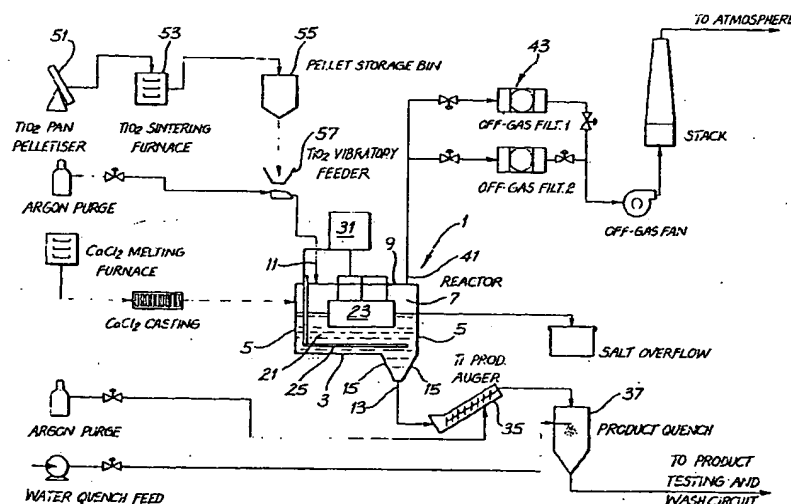 51
53
55
TO ATMOSPHERE
43
PELLET STORAGE BIN
TiO2 PAN
PELLETISER
TiO2 SINTERING
FURNACE
57
TiO2 VIBRATORY
FEEDER
OFF-GAS FILT.1
OFF-GAS FILT.2
STACK
OFF-GAS FAN
ARGON PURGE
31
1
CaCl2 MELTING
FURNACE
11
9
41
REACTOR
7
23
CaCl2 CASTING
5
5
21
25
3
15
15
13
SALT OVERFLOW
Ti PROD.
AUGER
35
37
ARGON PURGE
PRODUCT QUENCH
WATER QUENCH FEED
TO PRODUCT
TESTING AND
WASH CIRCUIT